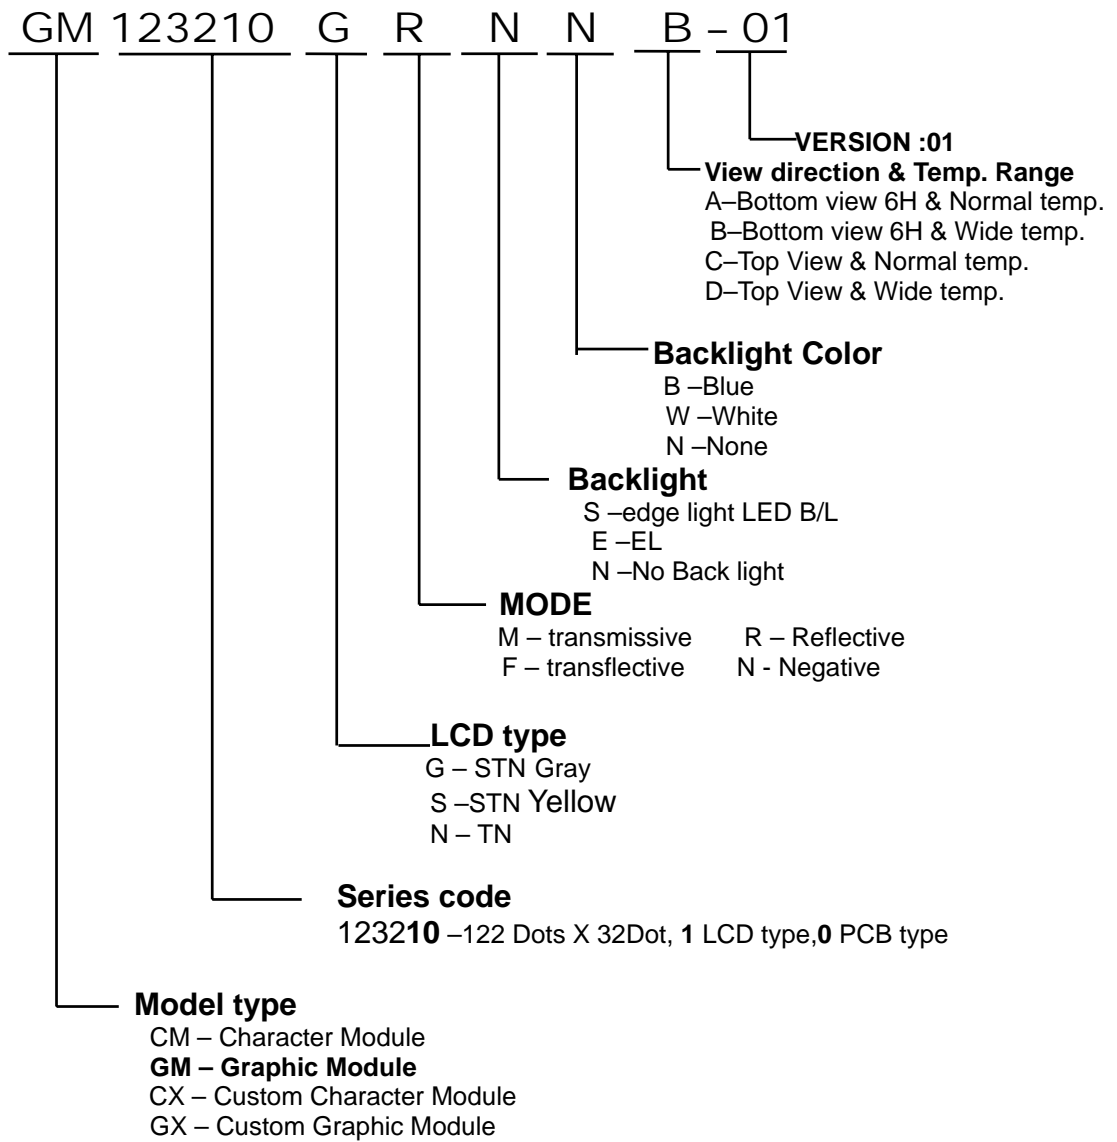 GM 123210 G R N N B – 01
VERSION :01
View direction & Temp. Range
A–Bottom view 6H & Normal temp.
B–Bottom view 6H & Wide temp.
C–Top View & Normal temp.
D–Top View & Wide temp.
Backlight Color
B –Blue
W –White
N –None
Backlight
S –edge light LED B/L
E –EL
N –No Back light
MODE
M – transmissive R – Reflective
F – transflective N - Negative
LCD type
G – STN Gray
S –STN Yellow
N – TN
Series code
123210 –122 Dots X 32Dot, 1 LCD type,0 PCB type
Model type
CM – Character Module
GM – Graphic Module
CX – Custom Character Module
GX – Custom Graphic Module